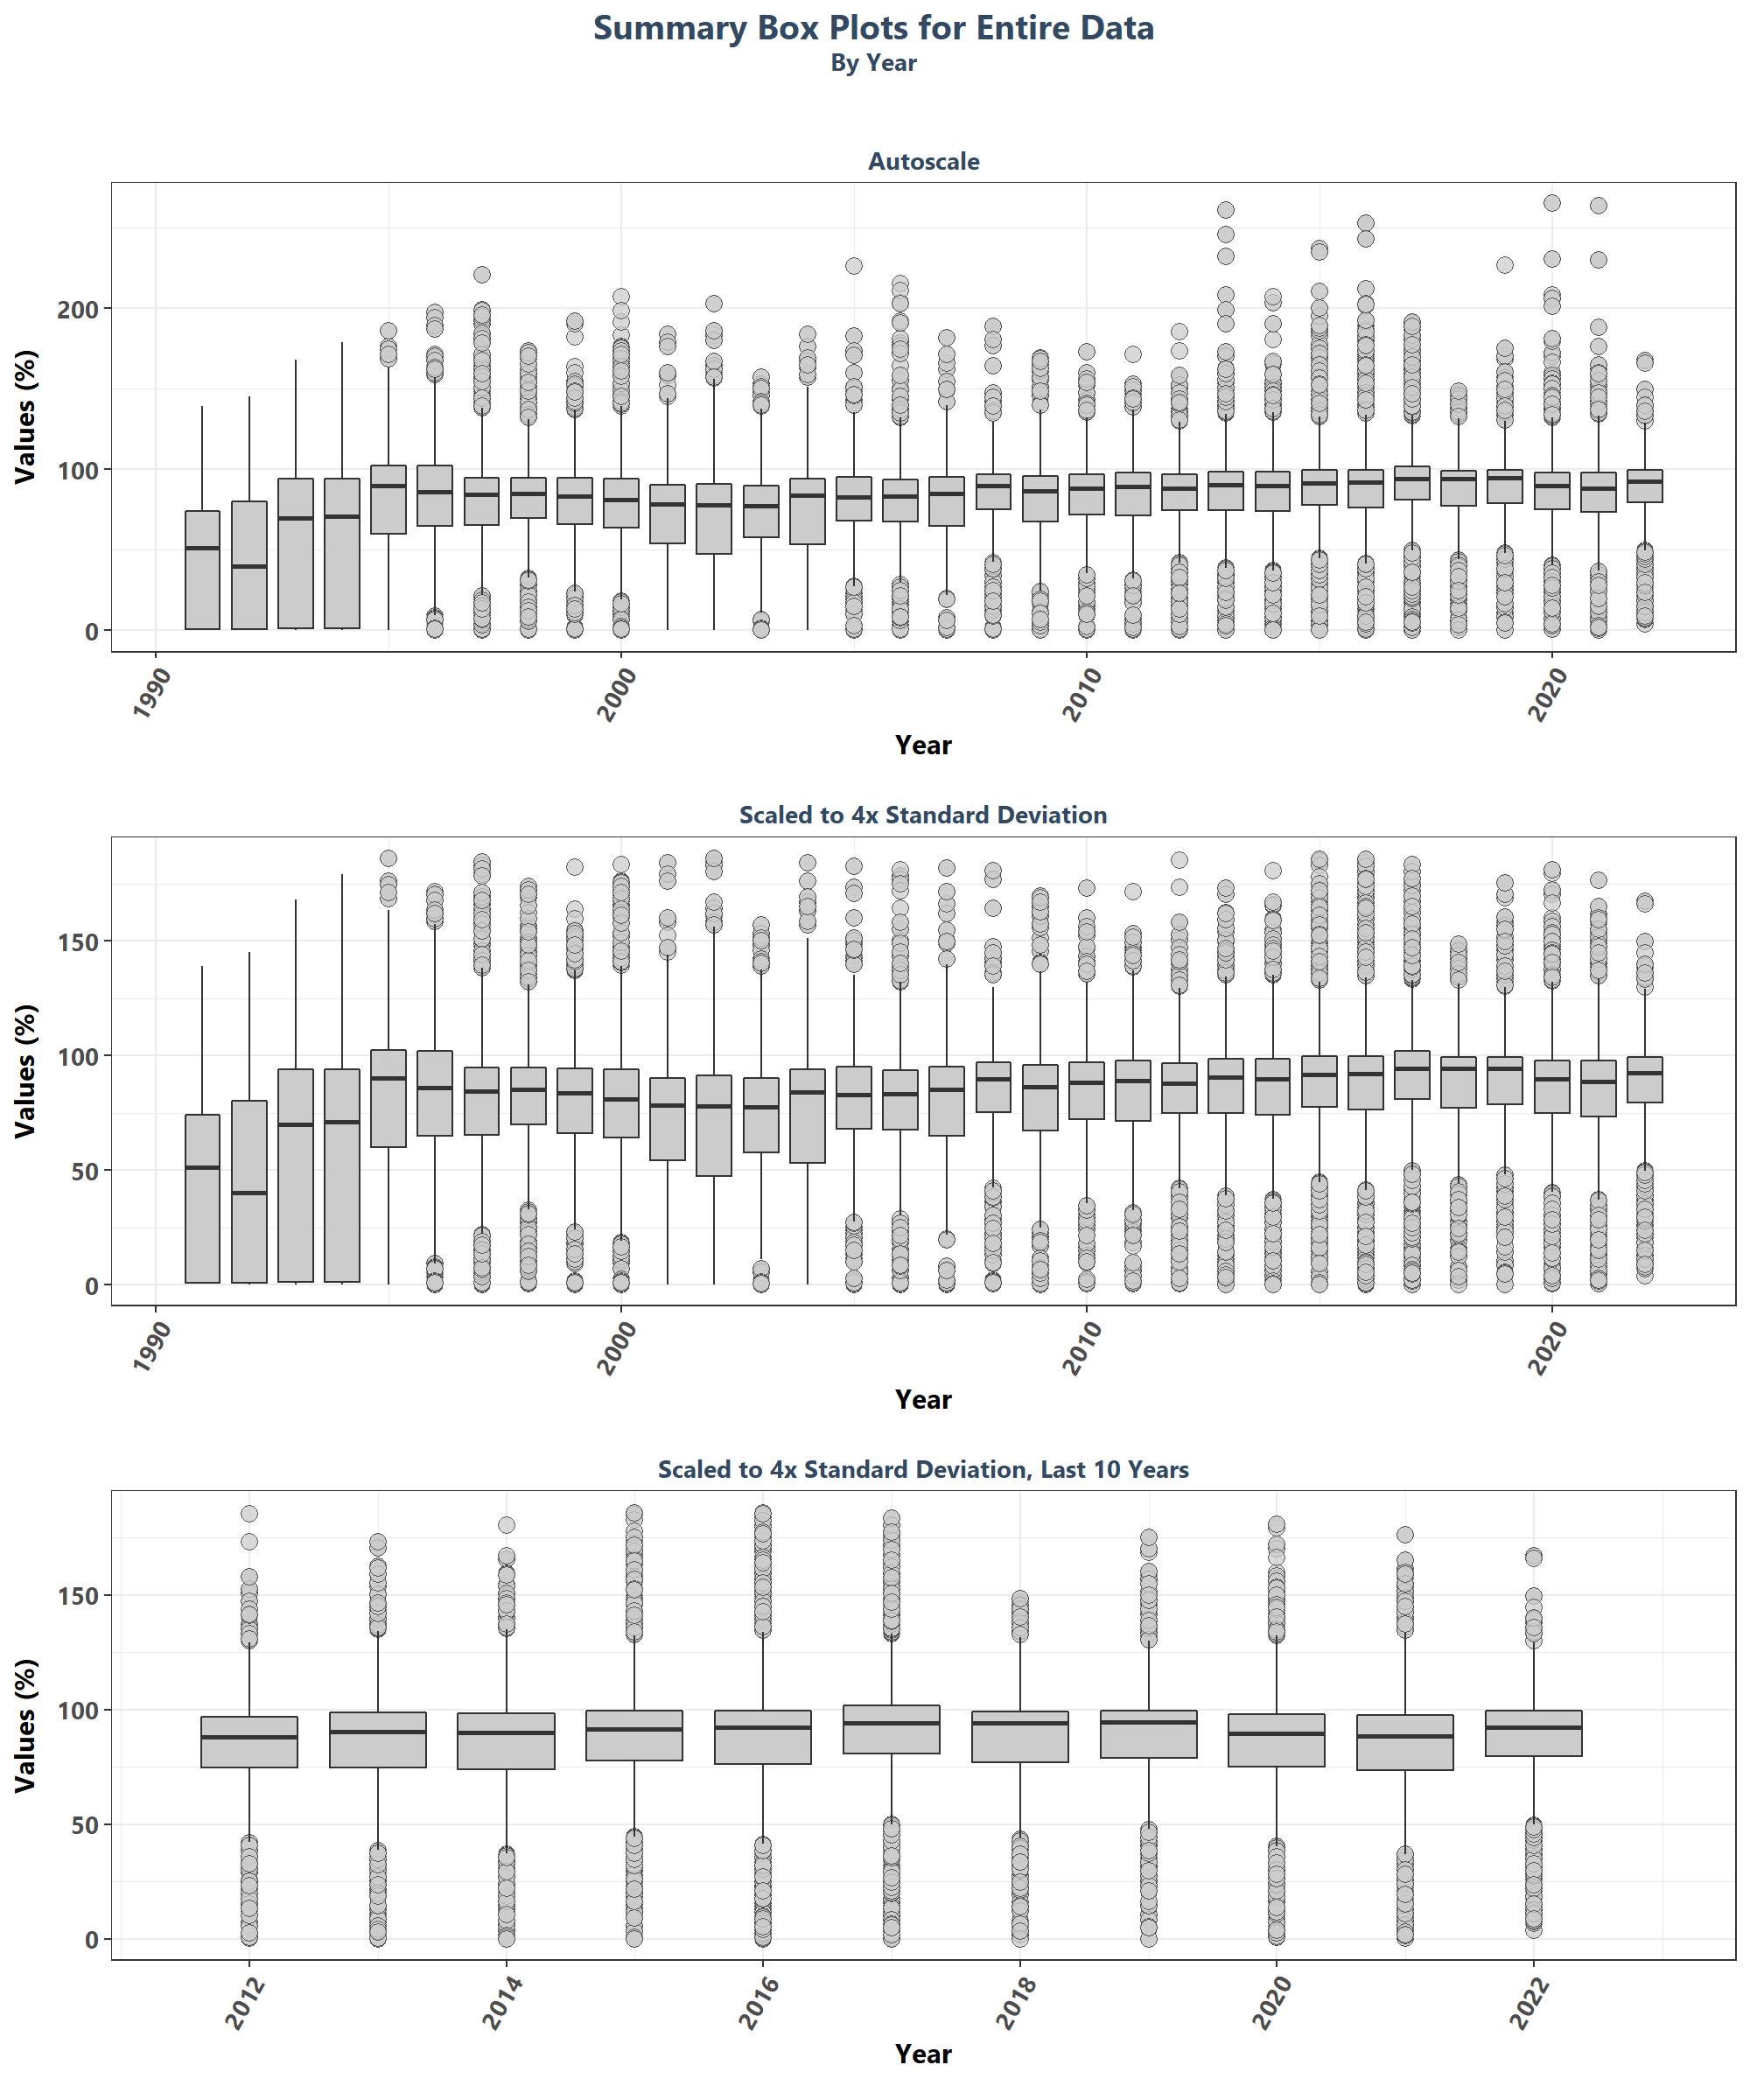 Summary Box Plots for Entire Data
By Year
Autoscale
Values (%)
200
100
0
1990
2000
2010
2020
Year
Scaled to 4x Standard Deviation
Values (%)
150
100
50
0
1990
2000
2010
2020
Year
Scaled to 4x Standard Deviation, Last 10 Years
Values (%)
150
100
50
0
2012
2014
2016
2018
2020
2022
Year